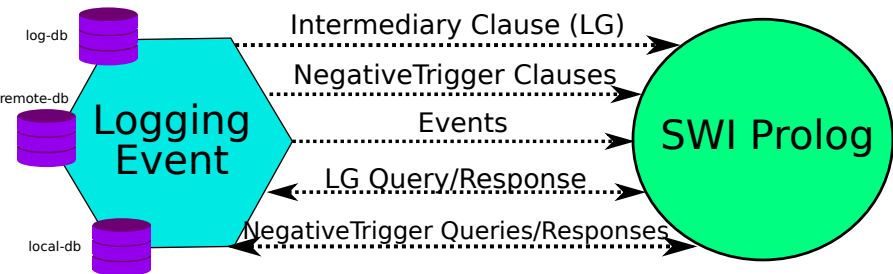 log-db
remote-db
local-db
Logging
Event
Intermediary Clause (LG)
NegativeTrigger Clauses
Events
LG Query/Response
NegativeTrigger Queries/Responses
SWI Prolog